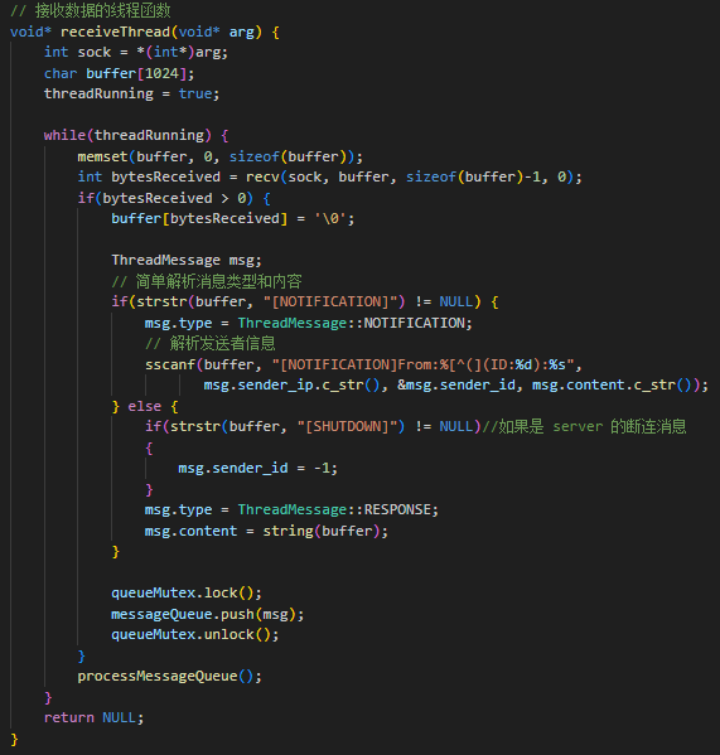 // 接收数据的线程函数
void* receiveThread(void* arg) {
    int sock = *(int*)arg;
    char buffer[1024];
    threadRunning = true;

    while(threadRunning) {
        memset(buffer, 0, sizeof(buffer));
        int bytesReceived = recv(sock, buffer, sizeof(buffer)-1, 0);
        if(bytesReceived > 0) {
            buffer[bytesReceived] = '\0';

            ThreadMessage msg;
            // 简单解析消息类型和内容
            if(strstr(buffer, "[NOTIFICATION]") != NULL) {
                msg.type = ThreadMessage::NOTIFICATION;
                // 解析发送者信息
                sscanf(buffer, "[NOTIFICATION]From:%[^(](ID:%d):%s",
                       msg.sender_ip.c_str(), &msg.sender_id, msg.content.c_str());
            } else {
                if(strstr(buffer, "[SHUTDOWN]") != NULL)//如果是 server 的断连消息
                {
                    msg.sender_id = -1;
                }
                msg.type = ThreadMessage::RESPONSE;
                msg.content = string(buffer);
            }

            queueMutex.lock();
            messageQueue.push(msg);
            queueMutex.unlock();
        }
        processMessageQueue();
    }
    return NULL;
}